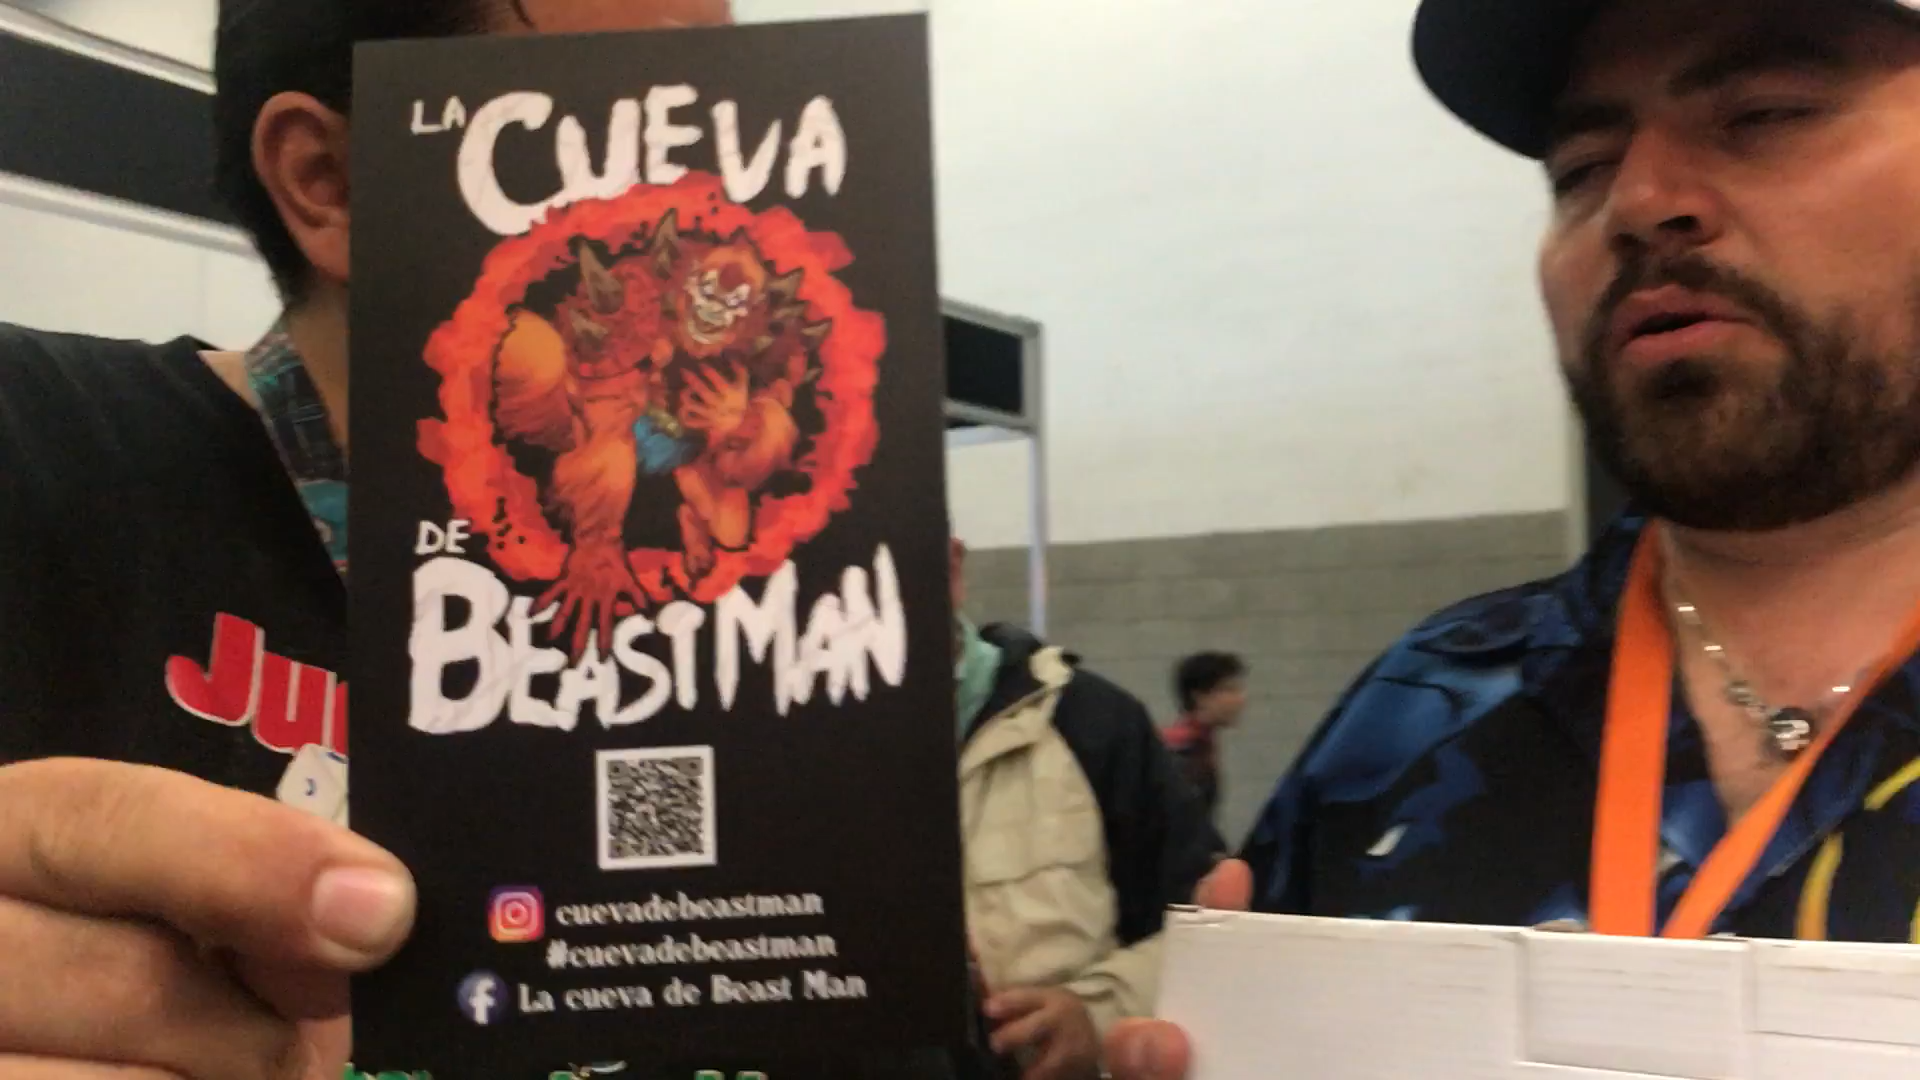 LA CUEVA
DE
BEASTMAN
cuevadebeastman
#cuevadebeastman
La cueva de Beast Man